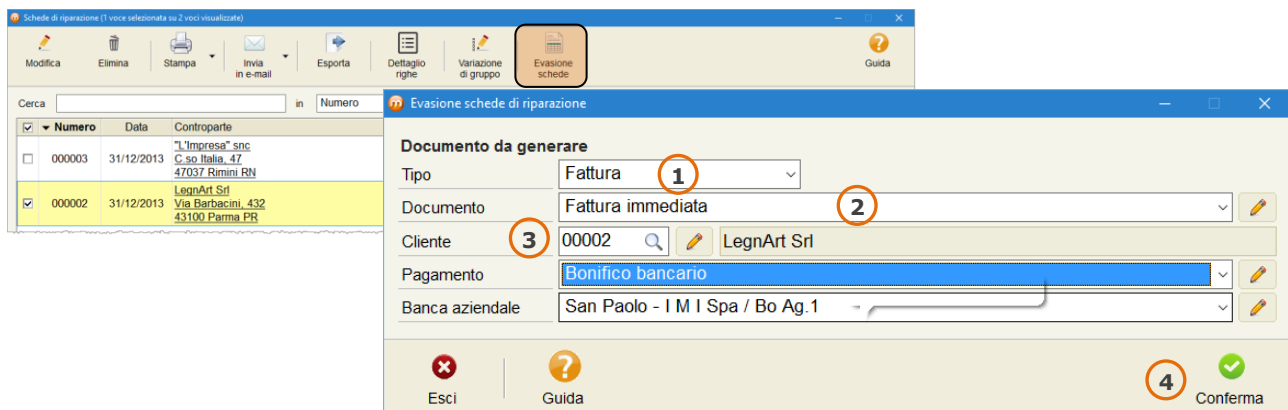 Schede di riparazione (1 voce selezionata su 2 voci visualizzate)
Modifica
Elimina
Stampa
Invia
in e-mail
Esporta
Dettaglio
righe
Variazione
di gruppo
Evasione
schede
Guida
Cerca in Numero
Numero Data Controparte
000003 31/12/2013 "L'Impresa" snc
C.so Italia, 47
47037 Rimini RN
000002 31/12/2013 LegnArt Srl
Via Barbacini, 432
43100 Parma PR
Evasione schede di riparazione
Documento da generare
Tipo Fattura 1
Documento Fattura immediata 2
Cliente 3 00002 LegnArt Srl
Pagamento Bonifico bancario
Banca aziendale San Paolo - I M I Spa / Bo Ag.1
Esci
Guida
4 Conferma